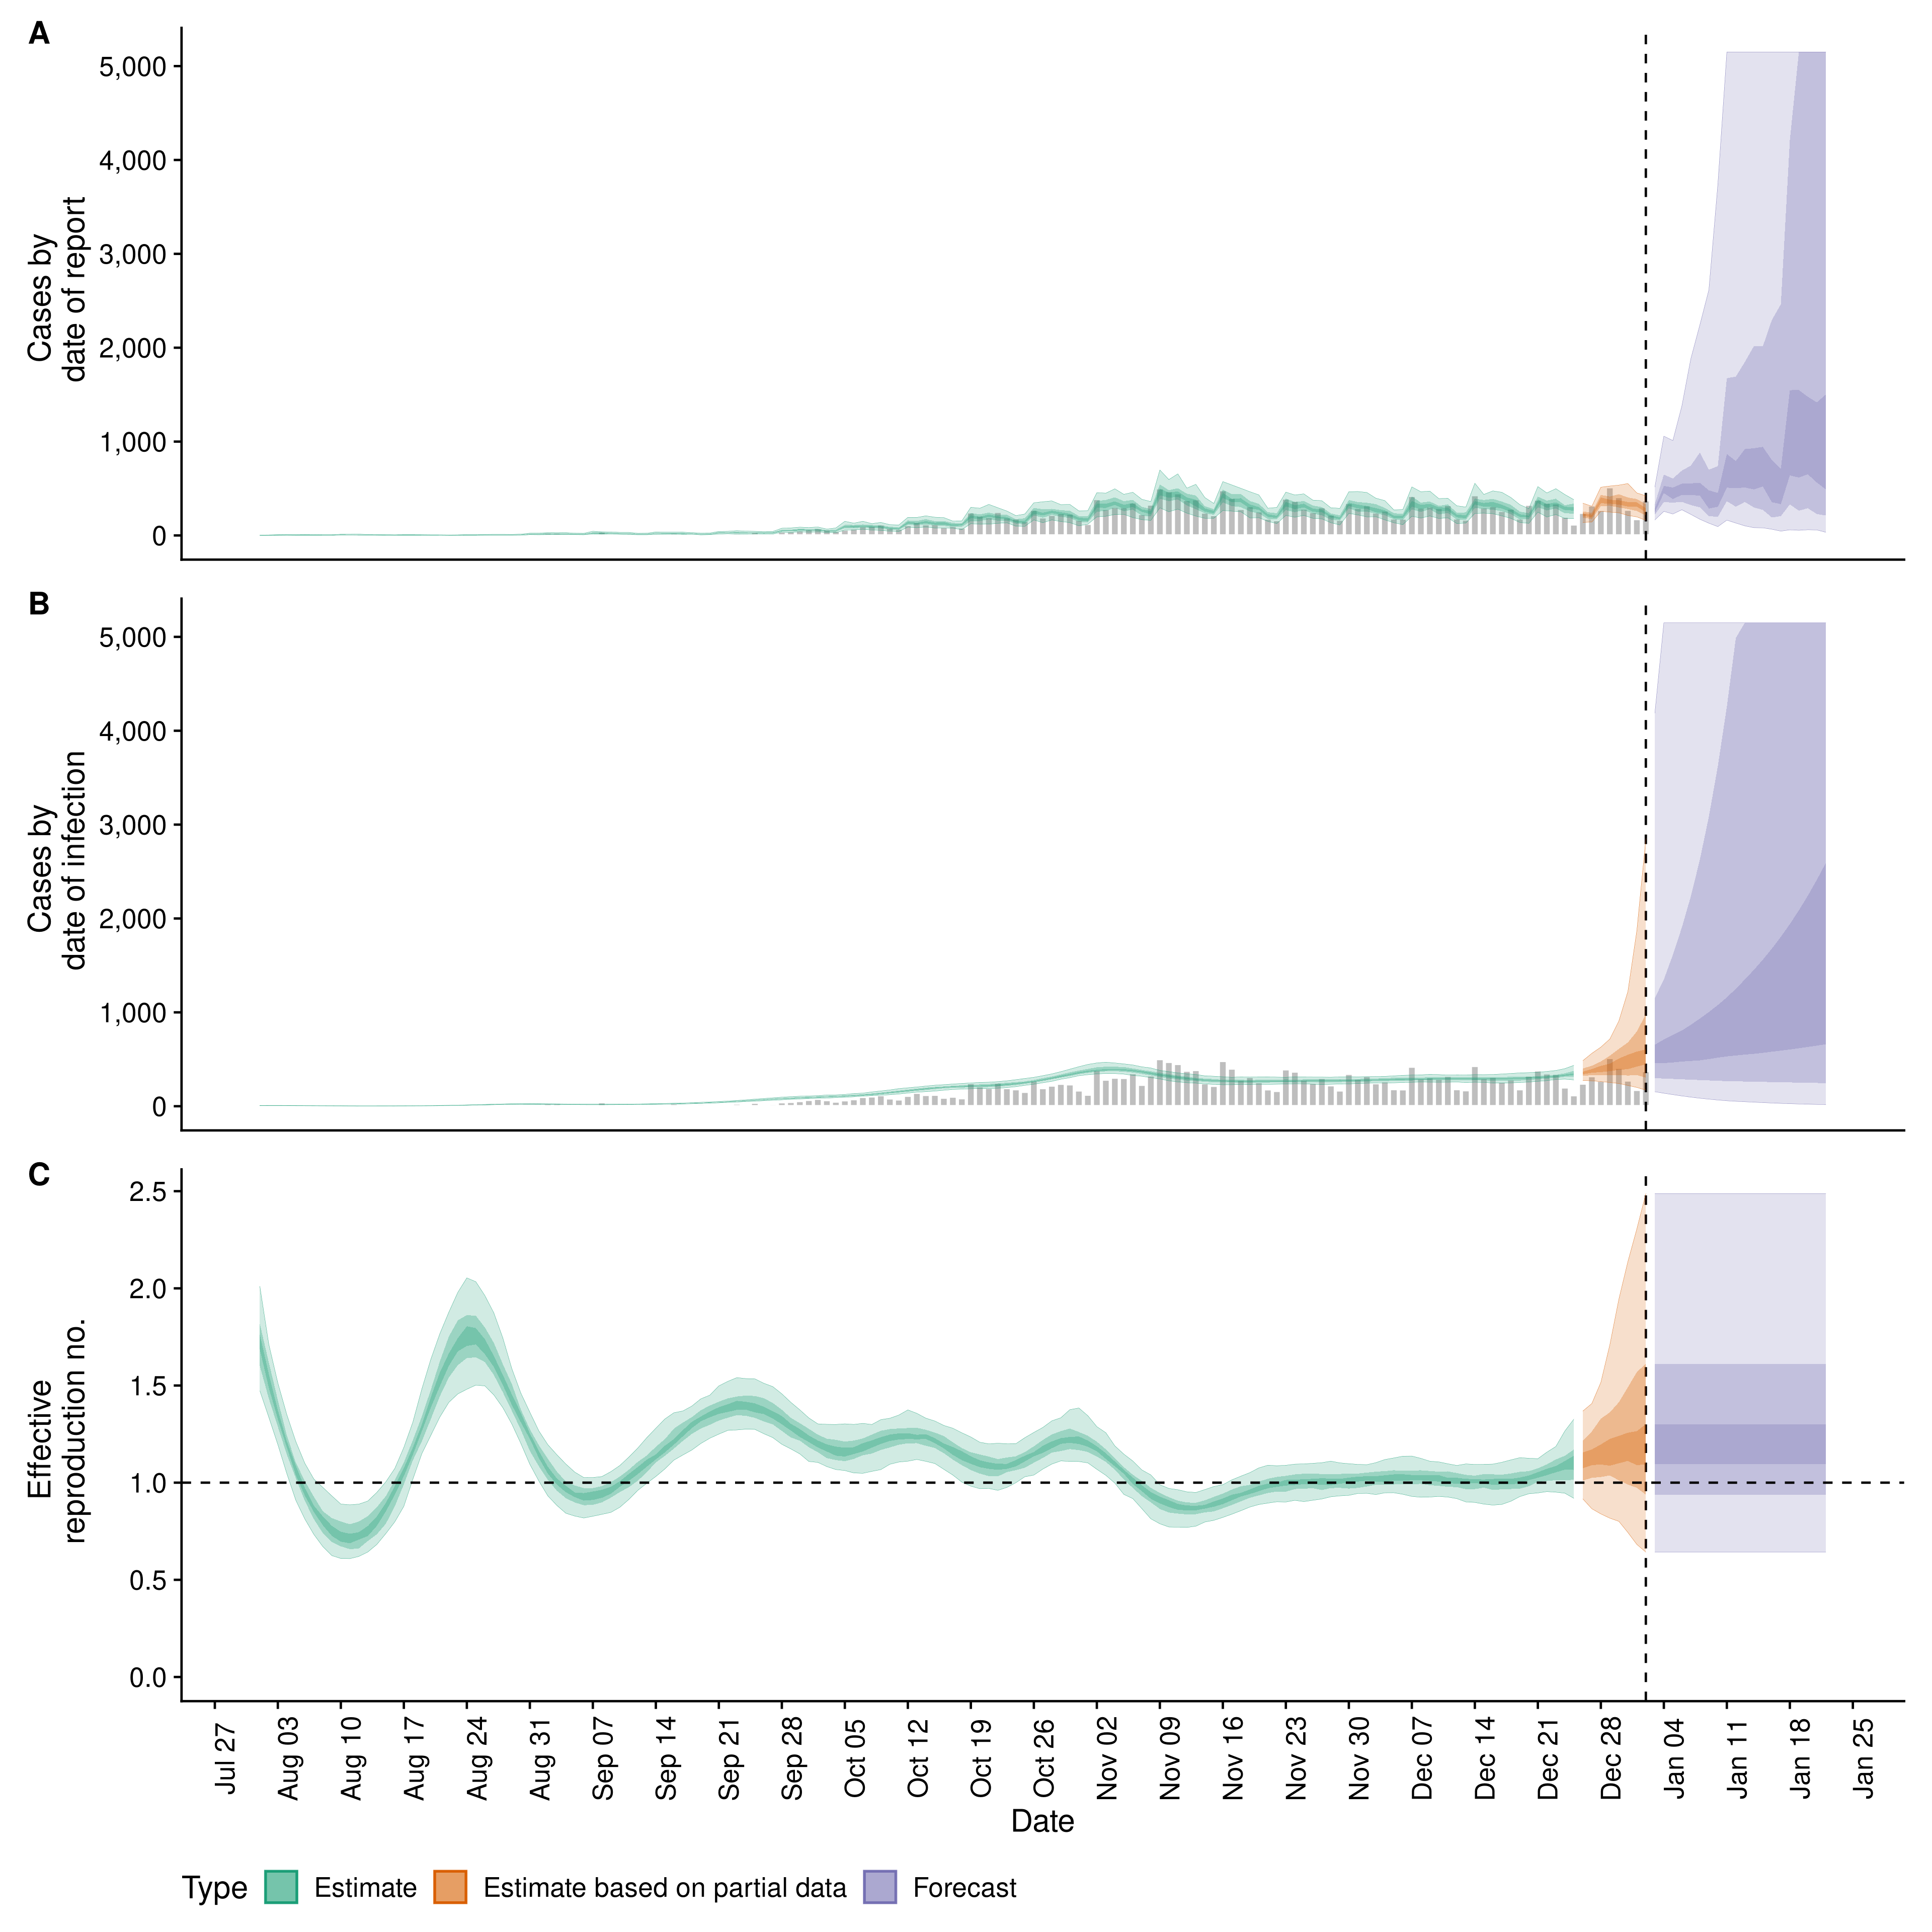 A
5,000
4,000
3,000
2,000
1,000
0
Cases by
date of report
B
5,000
4,000
3,000
2,000
1,000
0
Cases by
date of infection
C
2.5
2.0
1.5
1.0
0.5
0.0
Effective
reproduction no.
Jul 27
Aug 03
Aug 10
Aug 17
Aug 24
Aug 31
Sep 07
Sep 14
Sep 21
Sep 28
Oct 05
Oct 12
Oct 19
Oct 26
Nov 02
Nov 09
Nov 16
Nov 23
Nov 30
Dec 07
Dec 14
Dec 21
Dec 28
Jan 04
Jan 11
Jan 18
Jan 25
Date
Type Estimate Estimate based on partial data Forecast